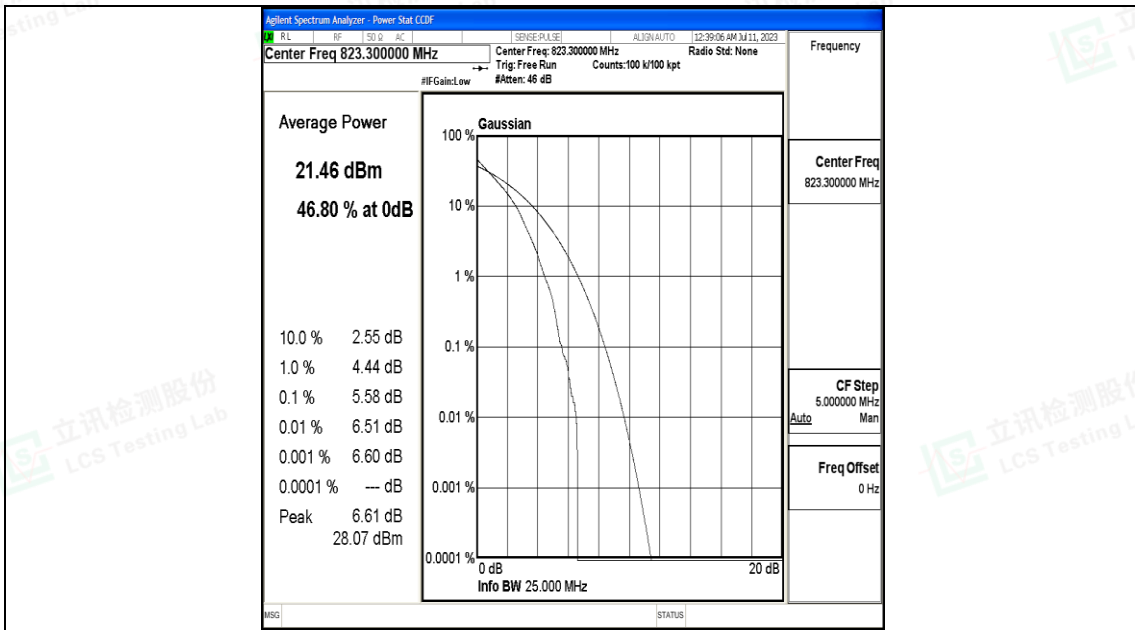 Agilent Spectrum Analyzer - Power Stat CCDF
RL RF 50 Ω AC SENSE:PULSE ALIGN AUTO 12:39:06 AM Jul 11, 2023
Center Freq 823.300000 MHz
Center Freq: 823.300000 MHz Radio Std: None
Trig: Free Run Counts:100 k/100 kpt
#IFGain:Low #Atten: 46 dB
Frequency
Average Power
21.46 dBm
46.80 % at 0dB
10.0 % 2.55 dB
1.0 % 4.44 dB
0.1 % 5.58 dB
0.01 % 6.51 dB
0.001 % 6.60 dB
0.0001 % --- dB
Peak 6.61 dB
28.07 dBm
Gaussian
100 %
10 %
1 %
0.1 %
0.01 %
0.001 %
0.0001 %
0 dB 20 dB
Info BW 25.000 MHz
Center Freq
823.300000 MHz
CF Step
5.000000 MHz
Auto Man
Freq Offset
0 Hz
MSG STATUS
立讯检测股份
LCS Testing Lab
立讯检测股份
LCS Testing L